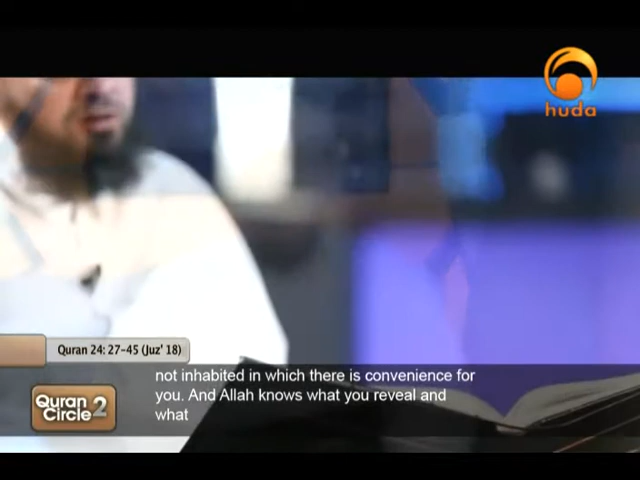 huda
Quran 24: 27-45 (Juz' 18)
not inhabited in which there is convenience for
you. And Allah knows what you reveal and
what
Quran
Circle 2